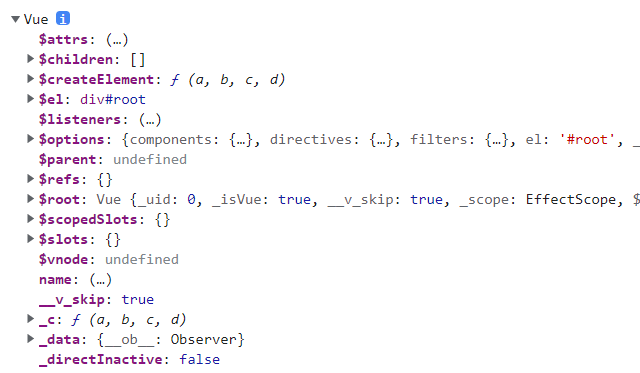 ▼Vue i
$attrs: (…)
▶$children: []
▶$createElement: ƒ (a, b, c, d)
▶$el: div#root
$listeners: (…)
▶$options: {components: {…}, directives: {…}, filters: {…}, el: '#root', _
$parent: undefined
▶$refs: {}
▶$root: Vue {_uid: 0, _isVue: true, __v_skip: true, _scope: EffectScope, $
▶$scopedSlots: {}
▶$slots: {}
$vnode: undefined
name: (…)
__v_skip: true
▶_c: ƒ (a, b, c, d)
▶_data: {__ob__: Observer}
_directInactive: false